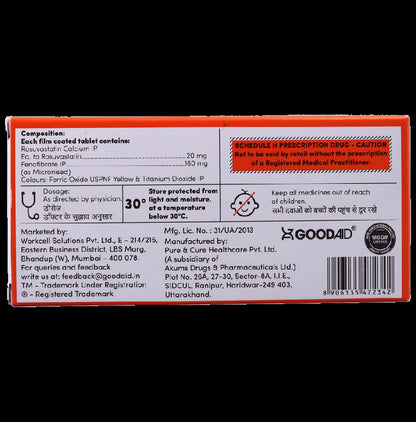 Composition:
Each film coated tablet contains:
Rosuvastatin Calcium IP
Eq. to Rosuvastatin 20 mg
Fenofibrate IP 160 mg
(as Micronised)
Colours: Ferric Oxide USPNF Yellow & Titanium Dioxide IP
SCHEDULE H PRESCRIPTION DRUG - CAUTION
Not to be sold by retail without the prescription
of a Registered Medical Practitioner.
Dosage:
As directed by physician.
डोसेज
डॉक्टर के सुझाव अनुसार
30°
Store protected from
light and moisture,
at a temperature
below 30°C.
Keep all medicines out of reach
of children.
सभी दवाओं को बच्चों की पहुंच से दूर रखें
Marketed by:
Workcell Solutions Pvt. Ltd., E - 214/215,
Eastern Business District, LBS Marg,
Bhandup (W), Mumbai - 400 078.
For queries and feedback
write us at: feedback@goodaid.in
TM - Trademark Under Registration
® - Registered Trademark
Mfg. Lic. No.: 31/UA/2013
Manufactured by:
Pure & Cure Healthcare Pvt. Ltd.
(A subsidiary of
Akums Drugs & Pharmaceuticals Ltd.)
Plot No. 26A, 27-30, Sector-8A, I.I.E.,
SIDCUL, Ranipur, Haridwar-249 403,
Uttarakhand.
GOODAID
8 906133 472342